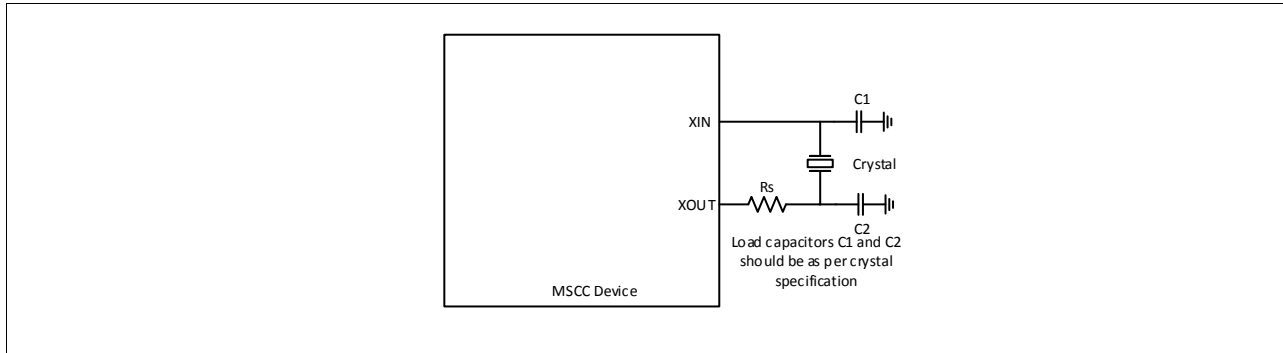 C1
XIN
Crystal
Rs
XOUT
C2
Load capacitors C1 and C2
should be as per crystal
specification
MSCC Device